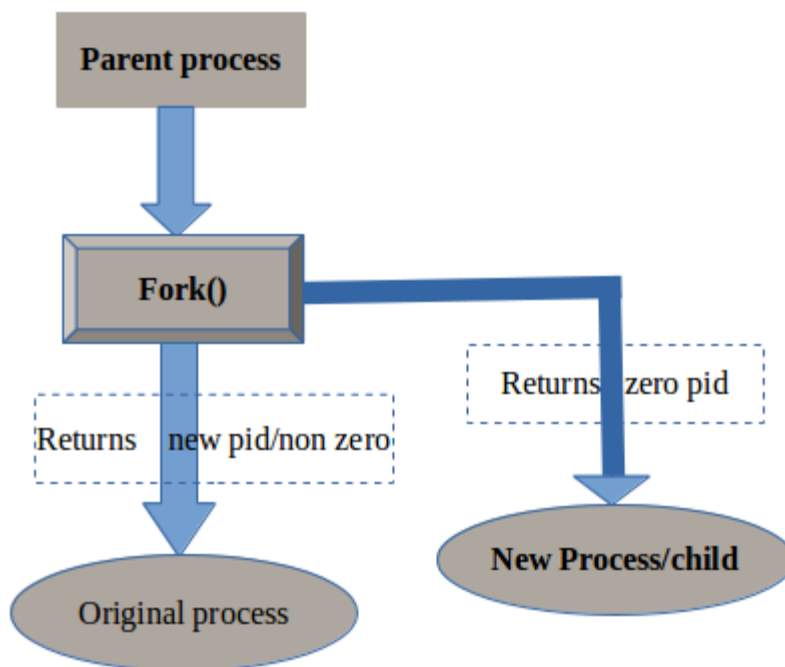 Parent process
Fork()
Returns zero pid
Returns new pid/non zero
New Process/child
Original process